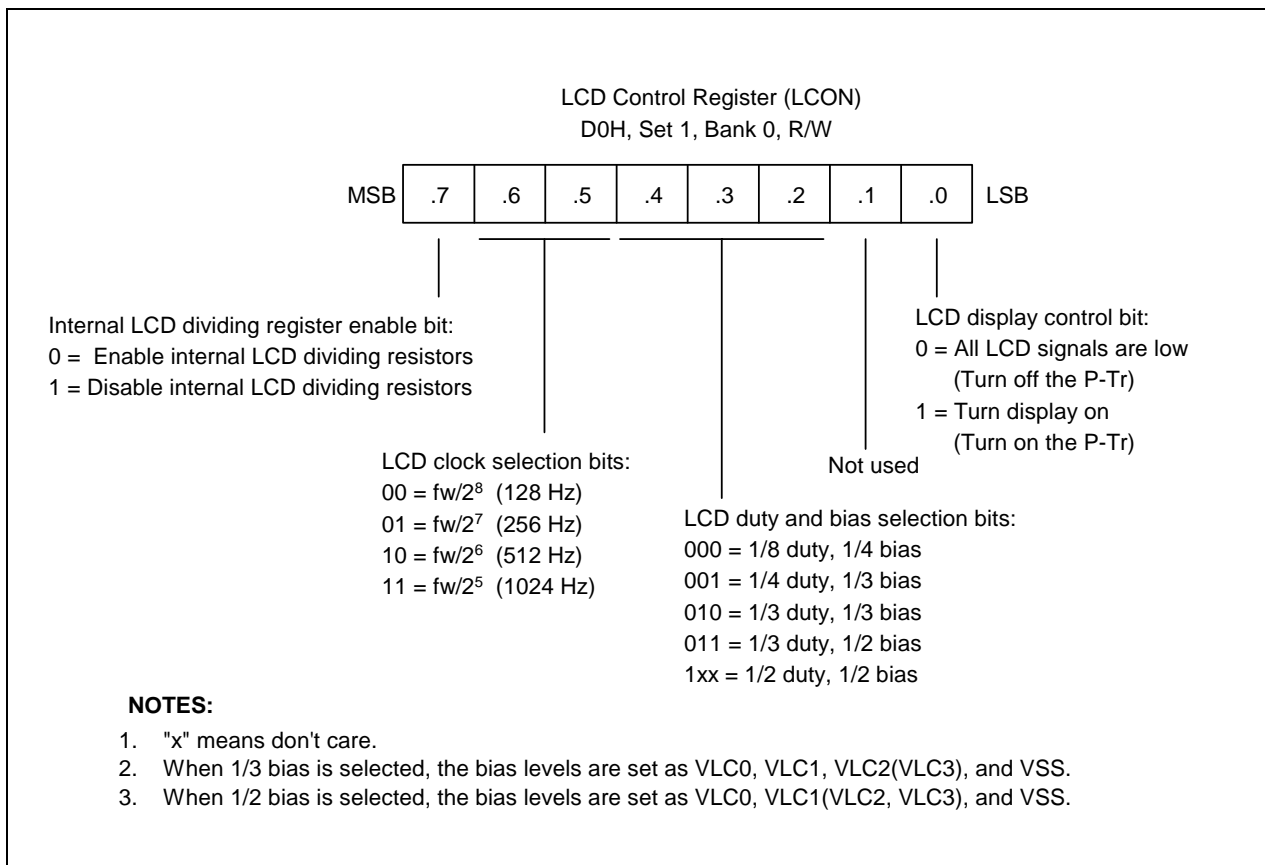 LCD Control Register (LCON)
D0H, Set 1, Bank 0, R/W
MSB .7 .6 .5 .4 .3 .2 .1 .0 LSB
Internal LCD dividing register enable bit:
0 = Enable internal LCD dividing resistors
1 = Disable internal LCD dividing resistors
LCD clock selection bits:
00 = fw/2⁸ (128 Hz)
01 = fw/2⁷ (256 Hz)
10 = fw/2⁶ (512 Hz)
11 = fw/2⁵ (1024 Hz)
LCD duty and bias selection bits:
000 = 1/8 duty, 1/4 bias
001 = 1/4 duty, 1/3 bias
010 = 1/3 duty, 1/3 bias
011 = 1/3 duty, 1/2 bias
1xx = 1/2 duty, 1/2 bias
Not used
LCD display control bit:
0 = All LCD signals are low
(Turn off the P-Tr)
1 = Turn display on
(Turn on the P-Tr)
NOTES:
1. "x" means don't care.
2. When 1/3 bias is selected, the bias levels are set as VLC0, VLC1, VLC2(VLC3), and VSS.
3. When 1/2 bias is selected, the bias levels are set as VLC0, VLC1(VLC2, VLC3), and VSS.